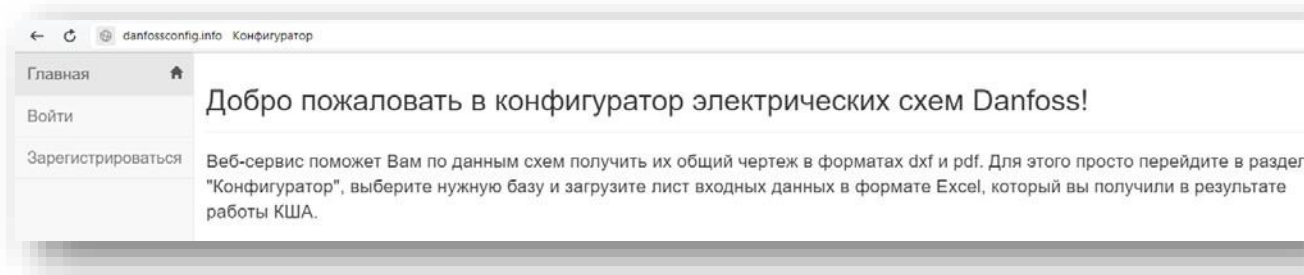 danfossconfig.info Конфигуратор
Главная
Войти
Зарегистрироваться
Добро пожаловать в конфигуратор электрических схем Danfoss!
Веб-сервис поможет Вам по данным схем получить их общий чертеж в форматах dxf и pdf. Для этого просто перейдите в раздел
"Конфигуратор", выберите нужную базу и загрузите лист входных данных в формате Excel, который вы получили в результате
работы КША.